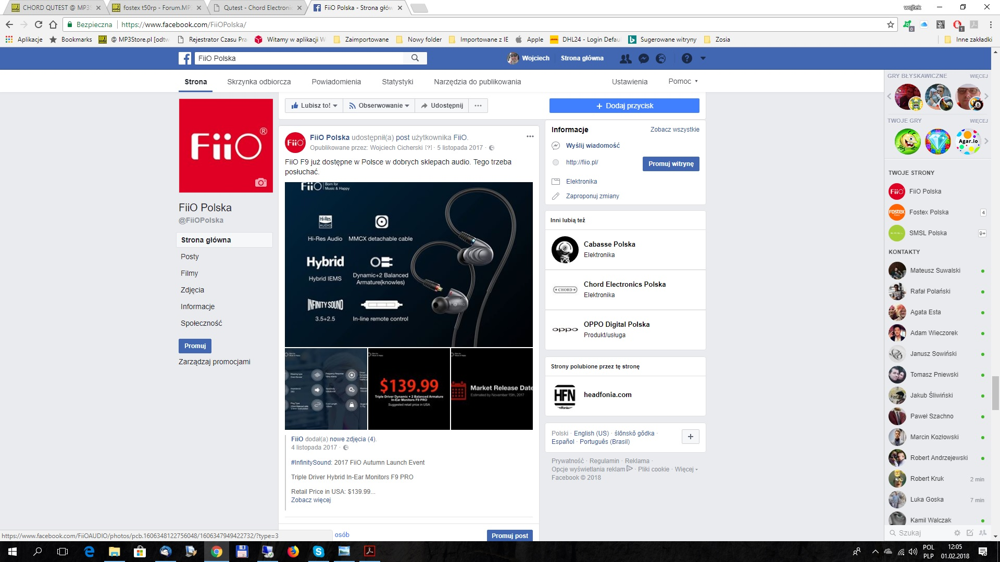 CHORD QUTEST @ MP3S
fostex t50rp - Forum.MP
Qutest - Chord Electronic
FiiO Polska - Strona głów
wojtek
Bezpieczna
https://www.facebook.com/FiiOPolska/
Aplikacje
Bookmarks
@ MP3Store.pl [odtw
Rejestrator Czasu Pra
Witamy w aplikacji W
Zaimportowane
Nowy folder
Importowane z IE
Apple
DHL24 - Login Defau
Sugerowane witryny
Zosia
Inne zakładki
FiiO Polska
Wojciech
Strona główna
Strona
Skrzynka odbiorcza
Powiadomienia
Statystyki
Narzędzia do publikowania
Ustawienia
Pomoc
FiiO®
FiiO Polska
@FiiOPolska
Strona główna
Posty
Filmy
Zdjęcia
Informacje
Społeczność
Promuj
Zarządzaj promocjami
Lubisz to!
Obserwowanie
Udostępnij
+ Dodaj przycisk
FiiO
FiiO Polska udostępnił(a) post użytkownika FiiO.
Opublikowane przez: Wojciech Cicherski [?] · 5 listopada 2017 ·
FiiO F9 już dostępne w Polsce w dobrych sklepach audio. Tego trzeba
posłuchać.
FiiO
Born for
Music & Happy
Hi-Res
AUDIO
Hi-Res Audio
MMCX detachable cable
Hybrid
Hybrid IEMS
Dynamic+2 Balanced
Armature(knowles)
INFINITY SOUND
3.5+2.5
In-line remote control
$139.99
Triple Driver Dynamic + 2 Balanced Armature
In-Ear Monitors F9 PRO
Suggested retail price in USA
Market Release Date
Estimated by November 15th, 2017
FiiO dodał(a) nowe zdjęcia (4).
4 listopada 2017 ·
#InfinitySound: 2017 FiiO Autumn Launch Event
Triple Driver Hybrid In-Ear Monitors F9 PRO
Retail Price in USA: $139.99...
Zobacz więcej
osób
Promuj post
https://www.facebook.com/FiiOAUDIO/photos/pcb.1606348122756048/1606347949422732/?type=3
Informacje
Zobacz wszystkie
Wyślij wiadomość
http://fiio.pl/
Promuj witrynę
Elektronika
Zaproponuj zmiany
Inni lubią też
Cabasse Polska
Elektronika
CHORD
Chord Electronics Polska
Elektronika
oppo
OPPO Digital Polska
Produkt/usługa
Strony polubione przez tę stronę
HFN
headfonia.com
Polski · English (US) · ślōnskŏ gŏdka ·
Español · Português (Brasil)
Prywatność · Regulamin · Reklama ·
Opcje wyświetlania reklam · Pliki cookie · Więcej
Facebook © 2018
GRY BŁYSKAWICZNE
WIĘCEJ
TWOJE GRY
WIĘCEJ
Agar.io
TWOJE STRONY
FiiO
FiiO Polska
FOSTEX
Fostex Polska
4
SMSL Polska
9+
KONTAKTY
Mateusz Suwalski
Rafał Polański
Agata Esta
Adam Wieczorek
Janusz Sowiński
Tomasz Pniewski
Jakub Śliwiński
Paweł Szachno
Marcin Kozłowski
Robert Andrzejewski
Robert Kruk
2 min
Luka Goska
7 min
Kamil Walczak
Szukaj
POL
PLP
12:05
01.02.2018